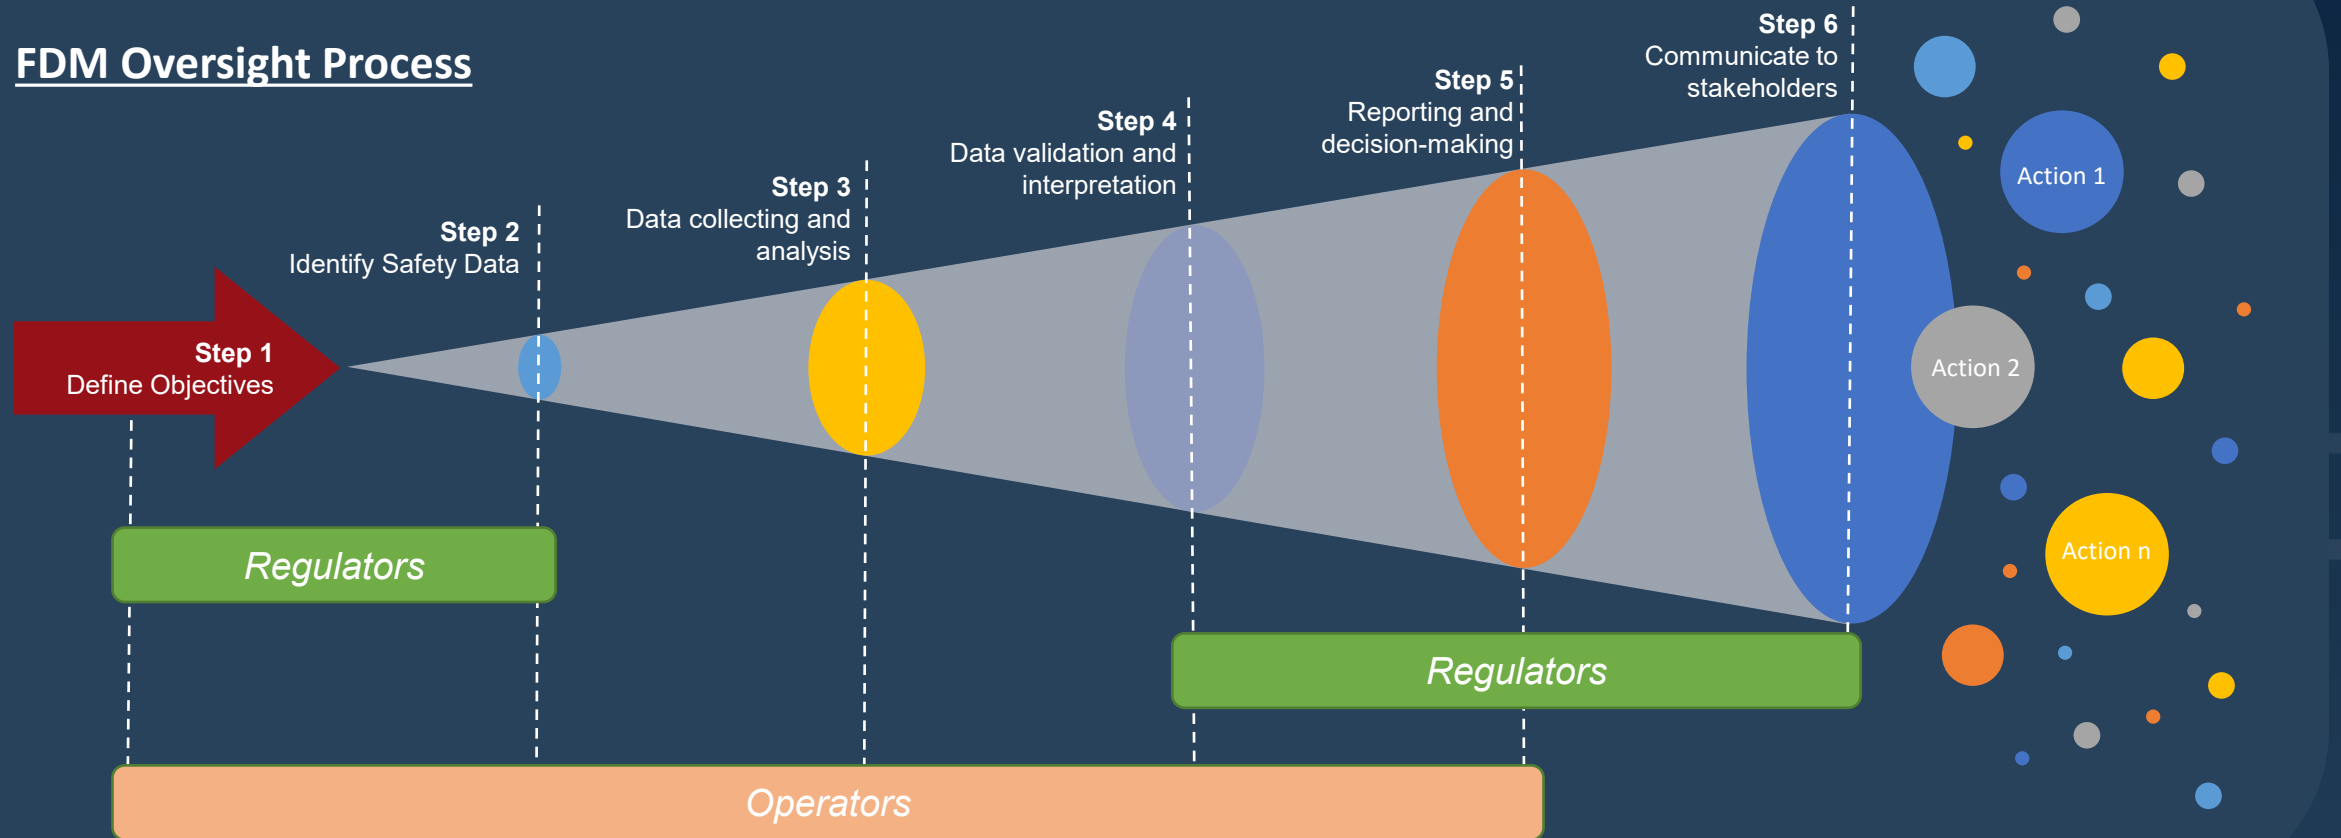 FDM Oversight Process
Step 1
Define Objectives
Step 2
Identify Safety Data
Step 3
Data collecting and
analysis
Step 4
Data validation and
interpretation
Step 5
Reporting and
decision-making
Step 6
Communicate to
stakeholders
Action 1
Action 2
Action n
Regulators
Regulators
Operators